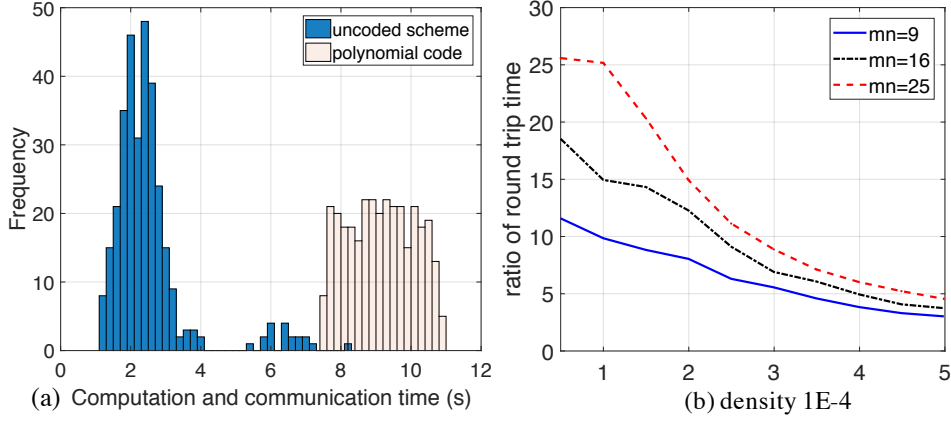 50
40
30
20
10
0
Frequency
0 2 4 6 8 10 12
uncoded scheme
polynomial code
(a) Computation and communication time (s)
30
25
20
15
10
5
0
ratio of round trip time
1 2 3 4 5
mn=9
mn=16
mn=25
(b) density 1E-4